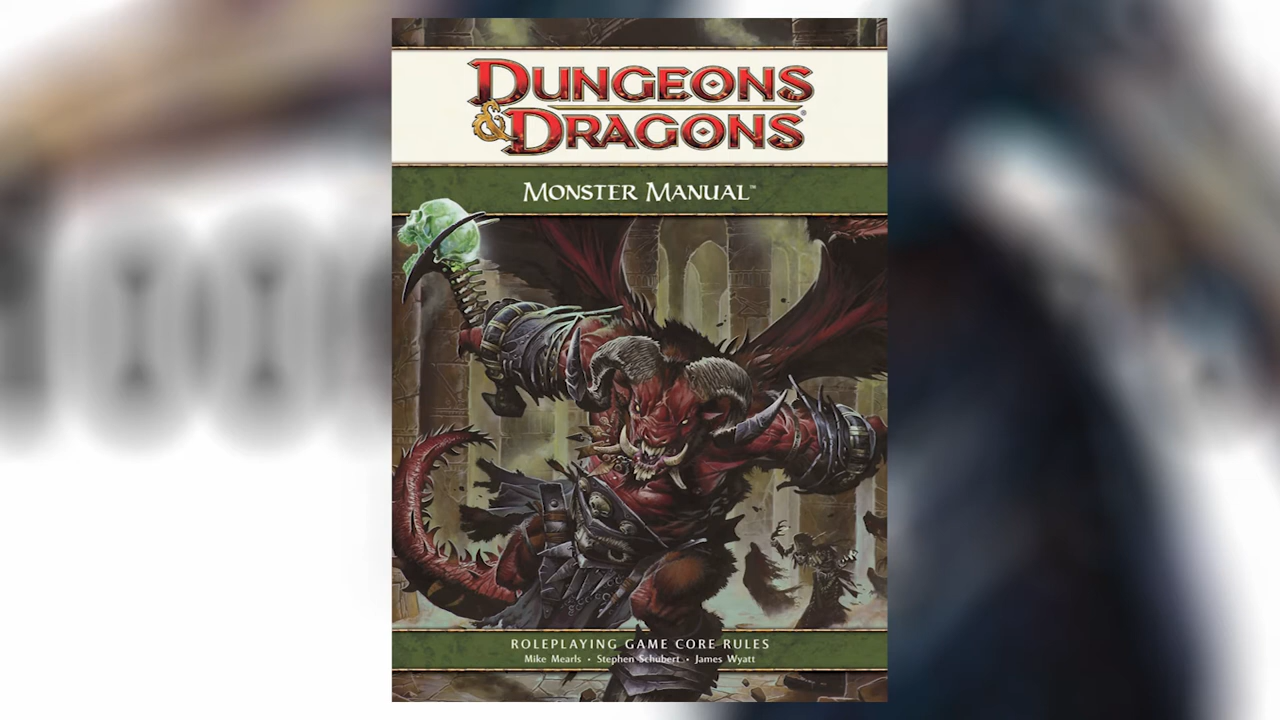 DUNGEONS
& DRAGONS®
MONSTER MANUAL™
ROLEPLAYING GAME CORE RULES
Mike Mearls • Stephen Schubert • James Wyatt